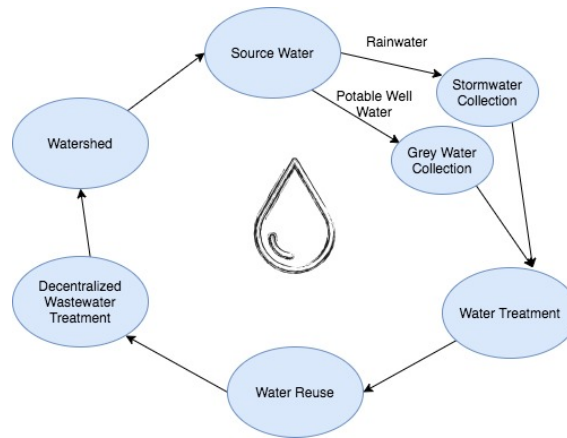 Source Water
Rainwater
Stormwater
Collection
Potable Well
Water
Grey Water
Collection
Watershed
Decentralized
Wastewater
Treatment
Water Treatment
Water Reuse